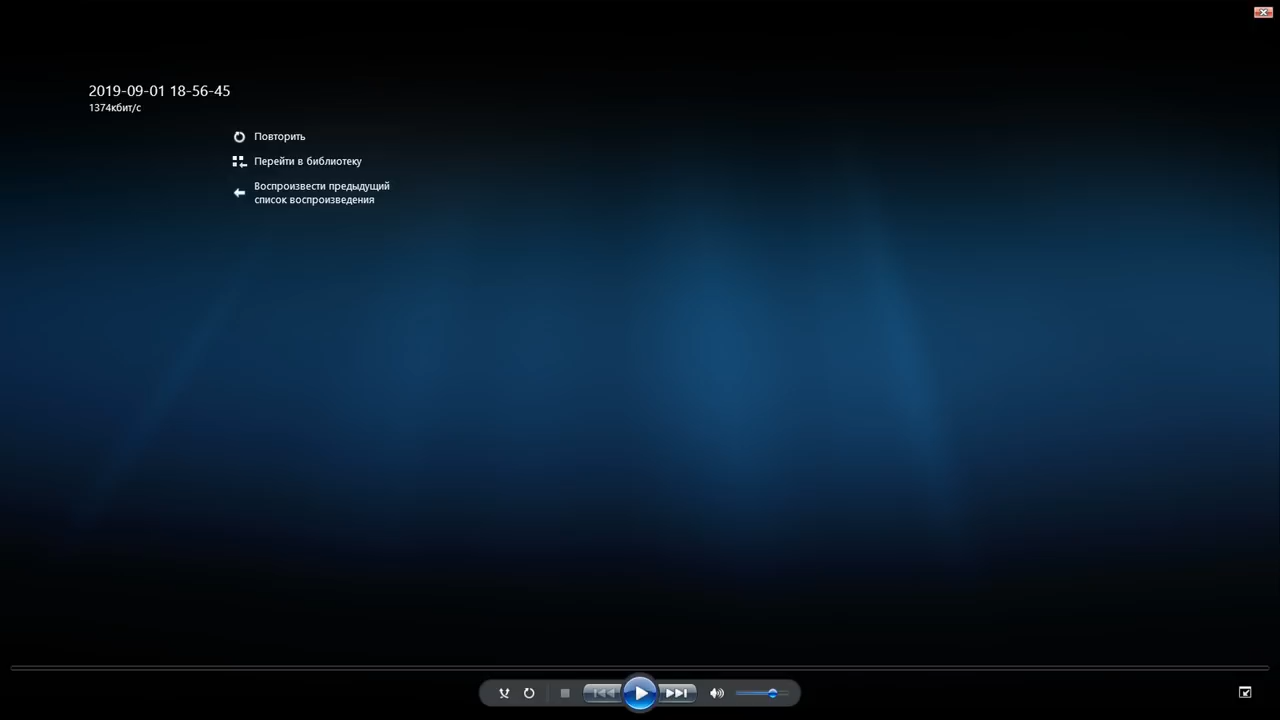 2019-09-01 18-56-45
1374кбит/с
Повторить
Перейти в библиотеку
Воспроизвести предыдущий
список воспроизведения